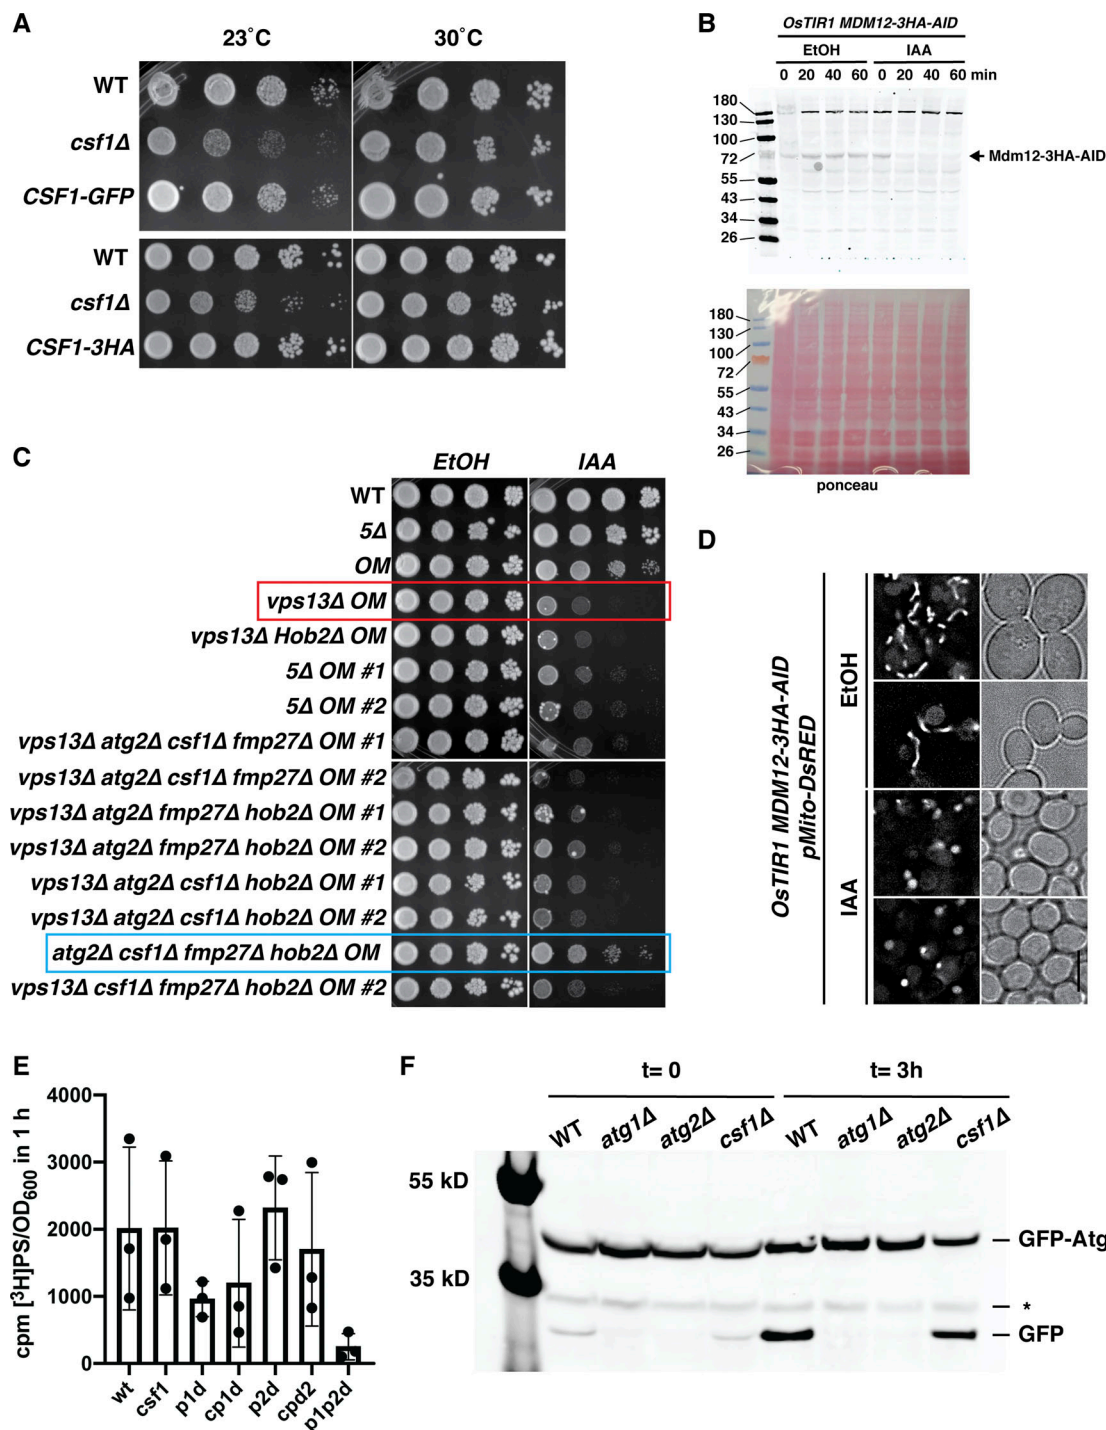 A
23°C 30°C
WT
csf1Δ
CSF1-GFP
WT
csf1Δ
CSF1-3HA
B
OsTIR1 MDM12-3HA-AID
EtOH IAA
0 20 40 60 0 20 40 60 min
180
130
100
72
55
43
34
26
Mdm12-3HA-AID
180
130
100
72
55
43
34
26
ponceau
C
EtOH IAA
WT
5Δ
OM
vps13Δ OM
vps13Δ Hob2Δ OM
5Δ OM #1
5Δ OM #2
vps13Δ atg2Δ csf1Δ fmp27Δ OM #1
vps13Δ atg2Δ csf1Δ fmp27Δ OM #2
vps13Δ atg2Δ fmp27Δ hob2Δ OM #1
vps13Δ atg2Δ fmp27Δ hob2Δ OM #2
vps13Δ atg2Δ csf1Δ hob2Δ OM #1
vps13Δ atg2Δ csf1Δ hob2Δ OM #2
atg2Δ csf1Δ fmp27Δ hob2Δ OM
vps13Δ csf1Δ fmp27Δ hob2Δ OM #2
D
OsTIR1 MDM12-3HA-AID
pMito-DsRED
EtOH
IAA
E
cpm [³H]PS/OD₆₀₀ in 1 h
4000
3000
2000
1000
0
wt csf1 p1d cp1d p2d cpd2 p1p2d
F
t= 0 t= 3h
WT atg1Δ atg2Δ csf1Δ WT atg1Δ atg2Δ csf1Δ
55 kD
35 kD
GFP-Atg
*
GFP